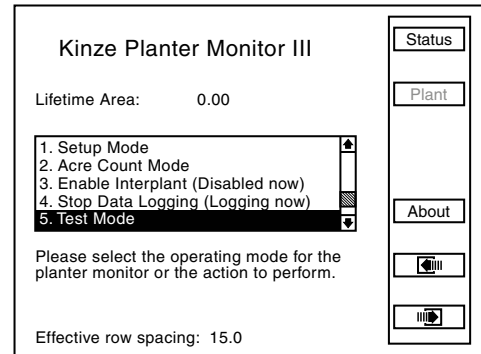 Kinze Planter Monitor III
Lifetime Area: 0.00
1. Setup Mode
2. Acre Count Mode
3. Enable Interplant (Disabled now)
4. Stop Data Logging (Logging now)
5. Test Mode
Please select the operating mode for the
planter monitor or the action to perform.
Effective row spacing: 15.0
Status
Plant
About